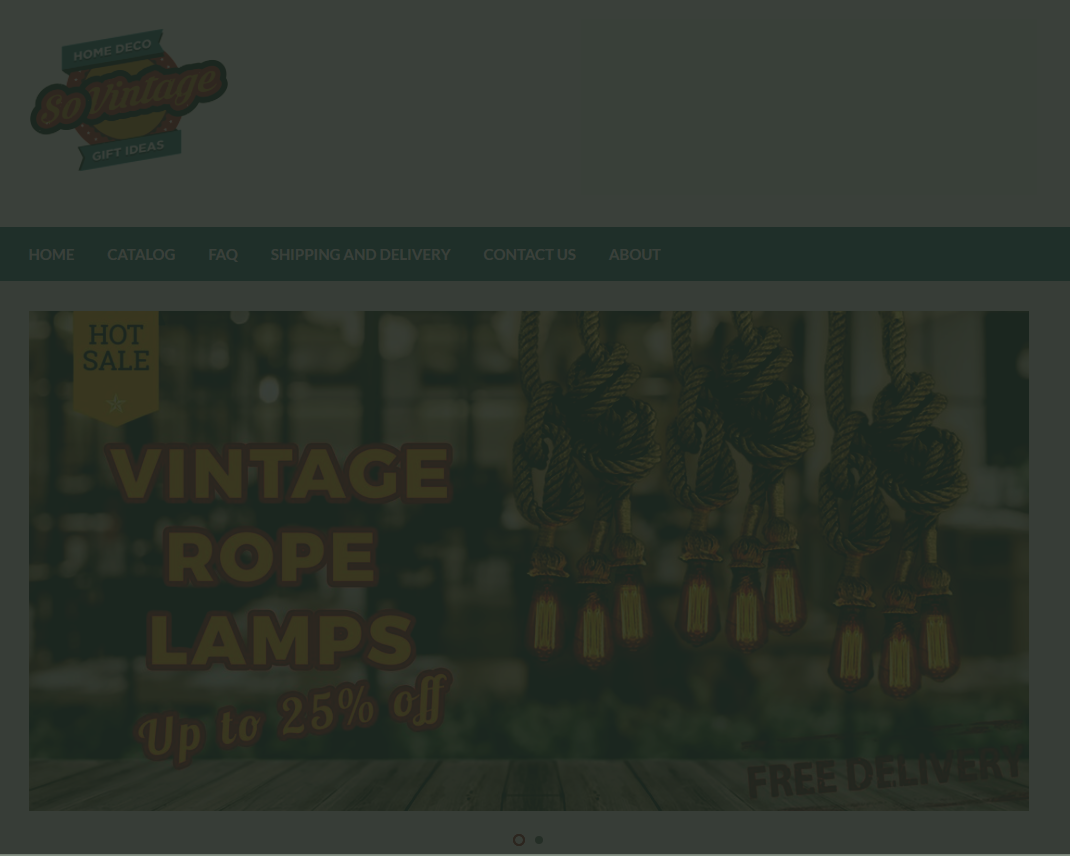 HOME DECO
So Vintage
GIFT IDEAS
HOME CATALOG FAQ SHIPPING AND DELIVERY CONTACT US ABOUT
HOT
SALE
VINTAGE
ROPE
LAMPS
Up to 25% off
FREE DELIVERY